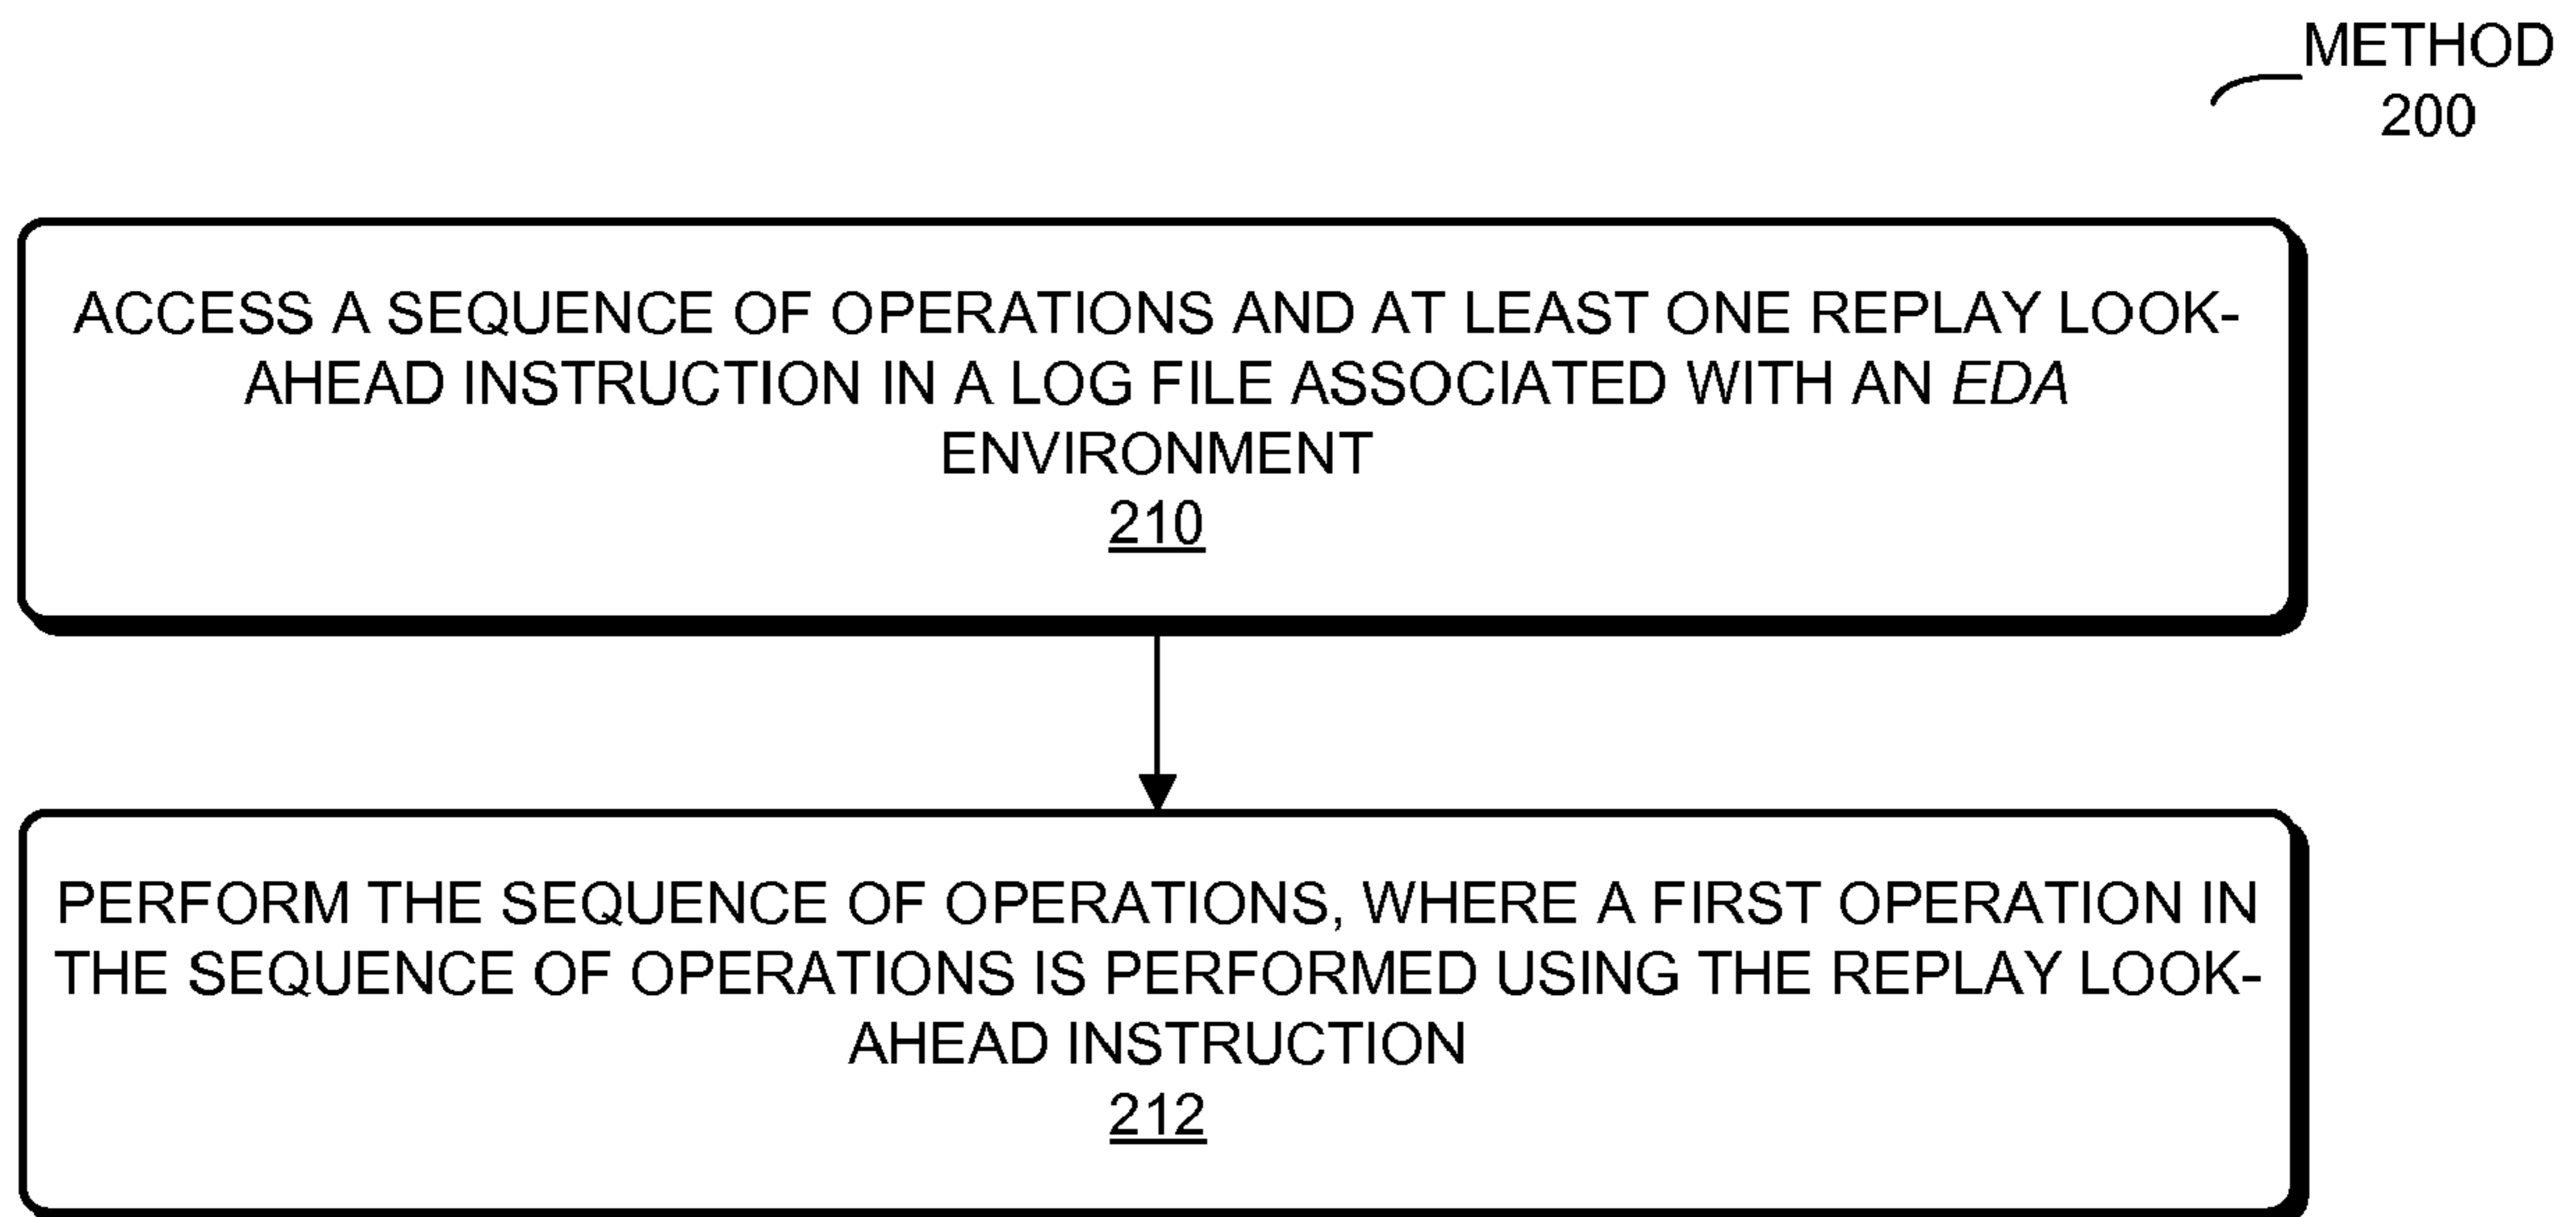 METHOD
200
ACCESS A SEQUENCE OF OPERATIONS AND AT LEAST ONE REPLAY LOOK-
AHEAD INSTRUCTION IN A LOG FILE ASSOCIATED WITH AN EDA
ENVIRONMENT
210
PERFORM THE SEQUENCE OF OPERATIONS, WHERE A FIRST OPERATION IN
THE SEQUENCE OF OPERATIONS IS PERFORMED USING THE REPLAY LOOK-
AHEAD INSTRUCTION
212